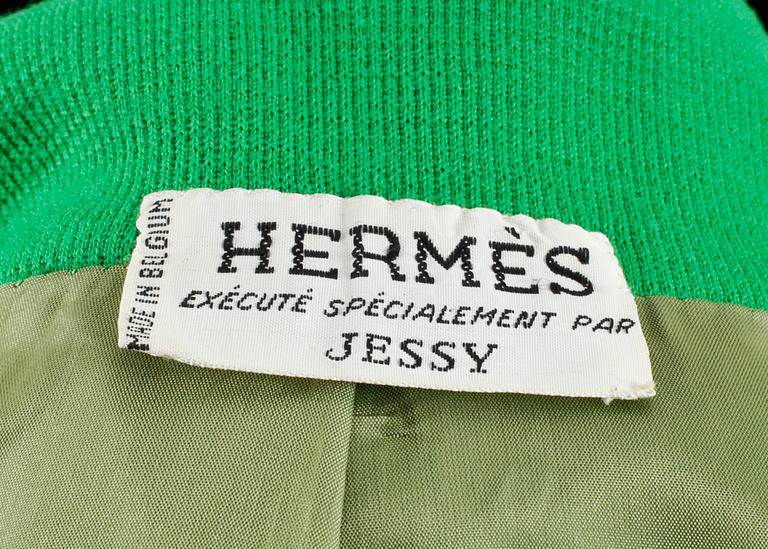 HERMÈS
EXÉCUTÉ SPÉCIALEMENT PAR
JESSY
MADE IN BELGIUM